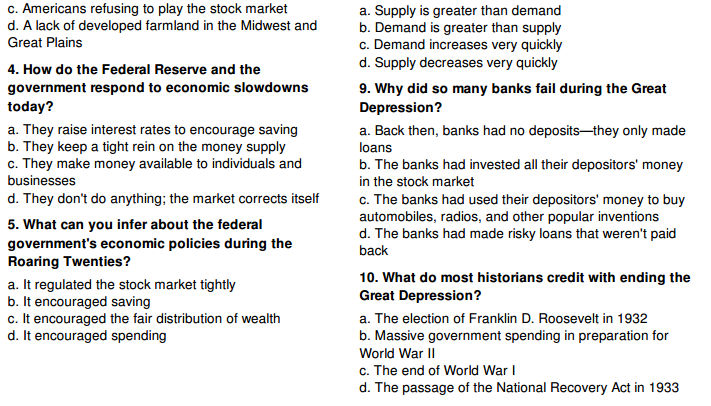 c. Americans refusing to play the stock market
d. A lack of developed farmland in the Midwest and
Great Plains
4. How do the Federal Reserve and the
government respond to economic slowdowns
today?
a. They raise interest rates to encourage saving
b. They keep a tight rein on the money supply
c. They make money available to individuals and
businesses
d. They don't do anything; the market corrects itself
5. What can you infer about the federal
government's economic policies during the
Roaring Twenties?
a. It regulated the stock market tightly
b. It encouraged saving
c. It encouraged the fair distribution of wealth
d. It encouraged spending
a. Supply is greater than demand
b. Demand is greater than supply
c. Demand increases very quickly
d. Supply decreases very quickly
9. Why did so many banks fail during the Great
Depression?
a. Back then, banks had no deposits—they only made
loans
b. The banks had invested all their depositors' money
in the stock market
c. The banks had used their depositors' money to buy
automobiles, radios, and other popular inventions
d. The banks had made risky loans that weren't paid
back
10. What do most historians credit with ending the
Great Depression?
a. The election of Franklin D. Roosevelt in 1932
b. Massive government spending in preparation for
World War II
c. The end of World War I
d. The passage of the National Recovery Act in 1933